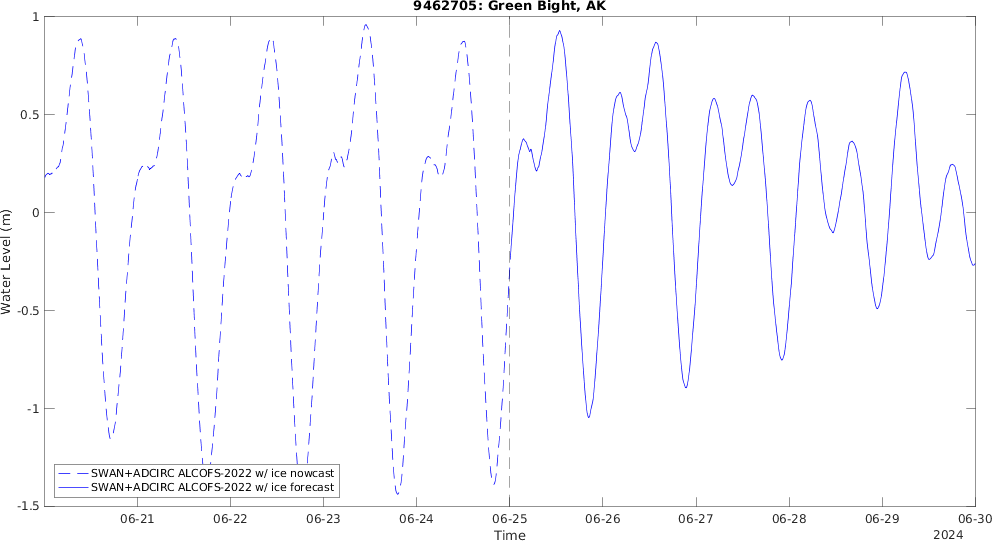 9462705: Green Bight, AK
1
0.5
0
-0.5
-1
-1.5
Water Level (m)
SWAN+ADCIRC ALCOFS-2022 w/ ice nowcast
SWAN+ADCIRC ALCOFS-2022 w/ ice forecast
06-21 06-22 06-23 06-24 06-25 06-26 06-27 06-28 06-29 06-30
Time
2024